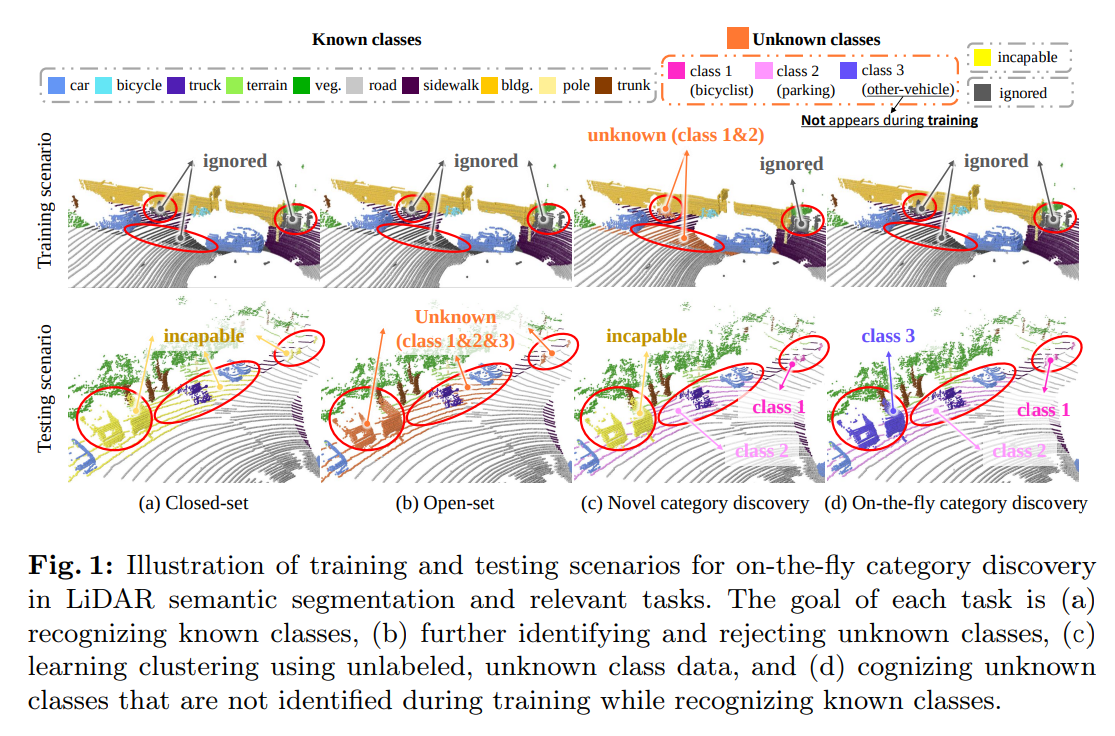 Known classes
Unknown classes
car bicycle truck terrain veg. road sidewalk bldg. pole trunk
class 1
(bicyclist)
class 2
(parking)
class 3
(other-vehicle)
incapable
ignored
Not appears during training
Training scenario
ignored
ignored
unknown (class 1&2)
ignored
ignored
Testing scenario
incapable
Unknown
(class 1&2&3)
incapable
class 1
class 2
class 3
class 1
class 2
(a) Closed-set
(b) Open-set
(c) Novel category discovery
(d) On-the-fly category discovery
Fig. 1: Illustration of training and testing scenarios for on-the-fly category discovery
in LiDAR semantic segmentation and relevant tasks. The goal of each task is (a)
recognizing known classes, (b) further identifying and rejecting unknown classes, (c)
learning clustering using unlabeled, unknown class data, and (d) cognizing unknown
classes that are not identified during training while recognizing known classes.